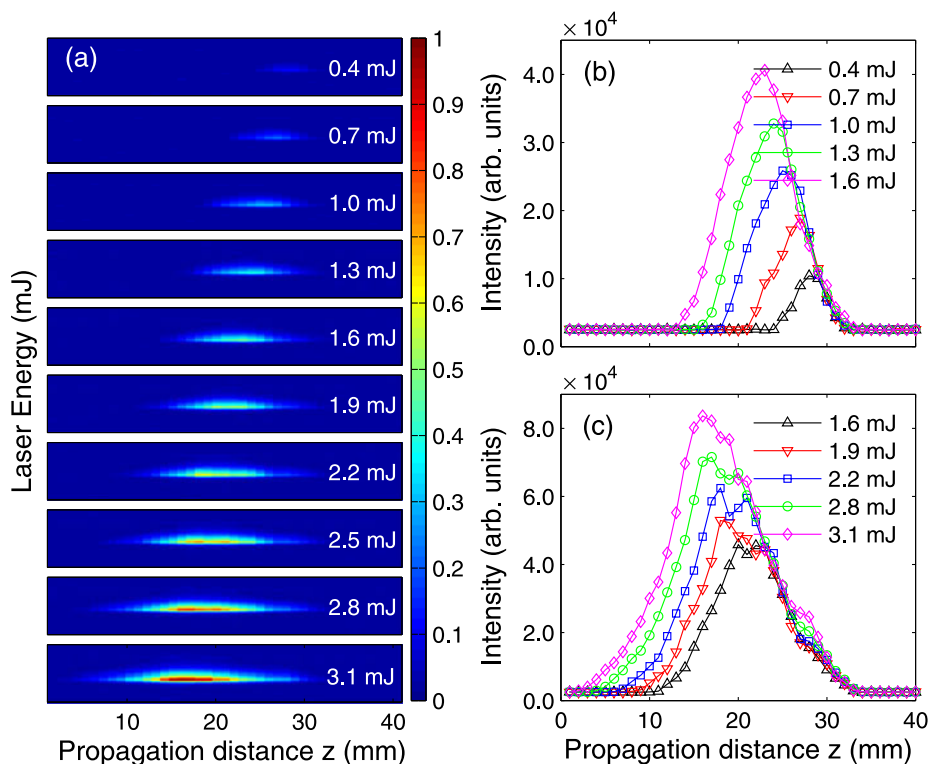 (a)
0.4 mJ
0.7 mJ
1.0 mJ
1.3 mJ
1.6 mJ
1.9 mJ
2.2 mJ
2.5 mJ
2.8 mJ
3.1 mJ
Laser Energy (mJ)
10 20 30 40
Propagation distance z (mm)
1
0.9
0.8
0.7
0.6
0.5
0.4
0.3
0.2
0.1
0
× 10⁴
(b)
0.4 mJ
0.7 mJ
1.0 mJ
1.3 mJ
1.6 mJ
4.0
3.0
2.0
1.0
0.0
Intensity (arb. units)
0 10 20 30 40
× 10⁴
(c)
1.6 mJ
1.9 mJ
2.2 mJ
2.8 mJ
3.1 mJ
8.0
6.0
4.0
2.0
0.0
Intensity (arb. units)
0 10 20 30 40
Propagation distance z (mm)